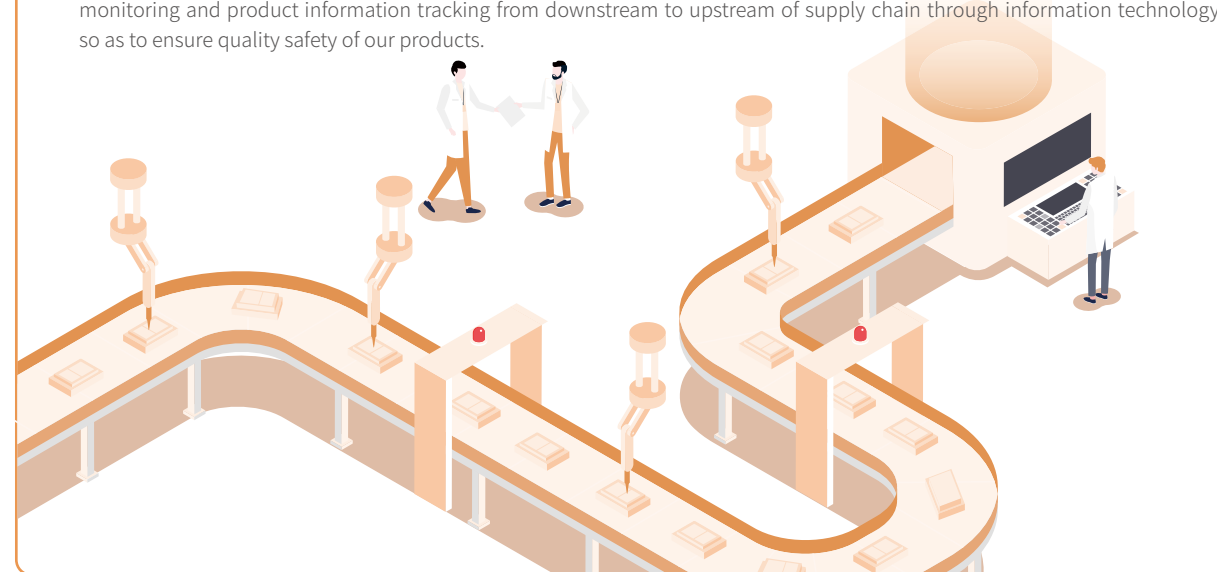 monitoring and product information tracking from downstream to upstream of supply chain through information technology
so as to ensure quality safety of our products.